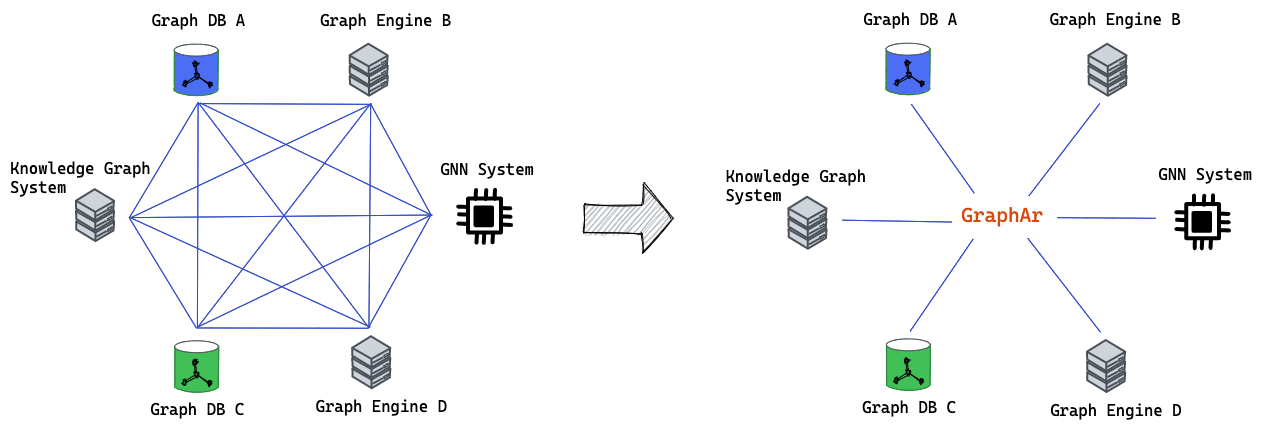 Graph DB A
Graph Engine B
Knowledge Graph
System
GNN System
Graph DB C
Graph Engine D
Graph DB A
Graph Engine B
Knowledge Graph
System
GNN System
GraphAr
Graph DB C
Graph Engine D